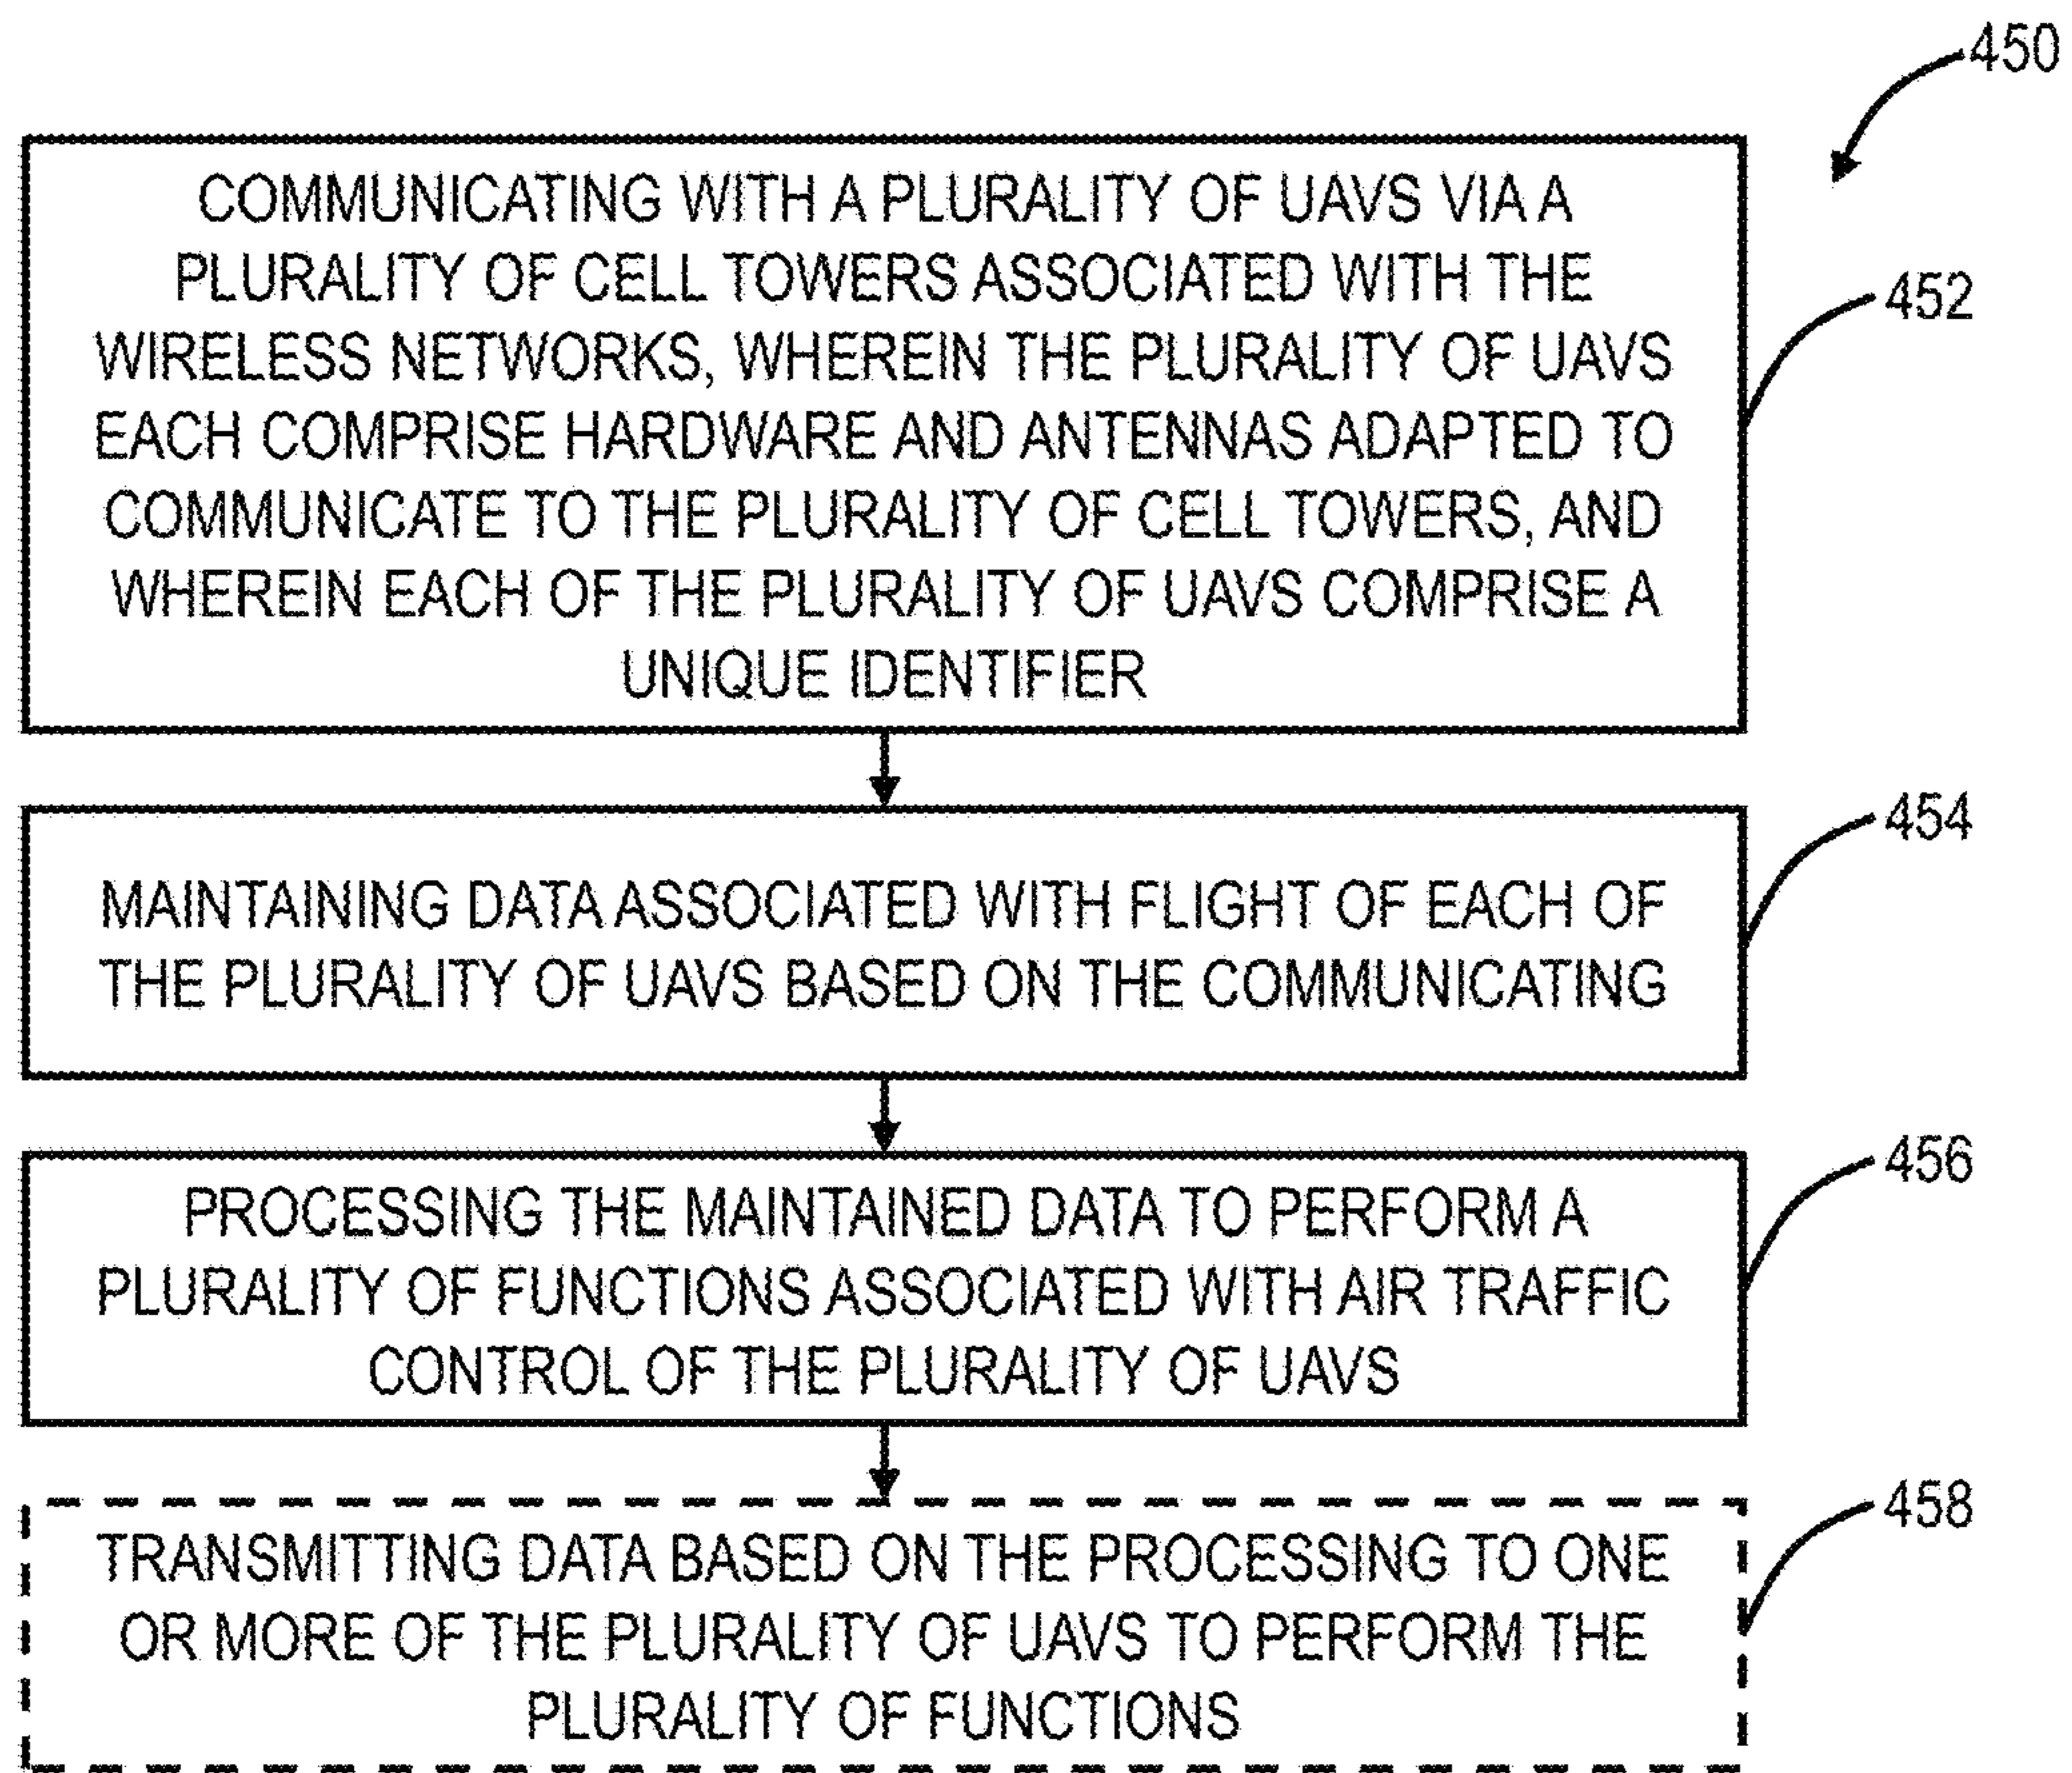 450
COMMUNICATING WITH A PLURALITY OF UAVS VIA A
PLURALITY OF CELL TOWERS ASSOCIATED WITH THE
WIRELESS NETWORKS, WHEREIN THE PLURALITY OF UAVS
EACH COMPRISE HARDWARE AND ANTENNAS ADAPTED TO
COMMUNICATE TO THE PLURALITY OF CELL TOWERS, AND
WHEREIN EACH OF THE PLURALITY OF UAVS COMPRISE A
UNIQUE IDENTIFIER
452
MAINTAINING DATA ASSOCIATED WITH FLIGHT OF EACH OF
THE PLURALITY OF UAVS BASED ON THE COMMUNICATING
454
PROCESSING THE MAINTAINED DATA TO PERFORM A
PLURALITY OF FUNCTIONS ASSOCIATED WITH AIR TRAFFIC
CONTROL OF THE PLURALITY OF UAVS
456
TRANSMITTING DATA BASED ON THE PROCESSING TO ONE
OR MORE OF THE PLURALITY OF UAVS TO PERFORM THE
PLURALITY OF FUNCTIONS
458